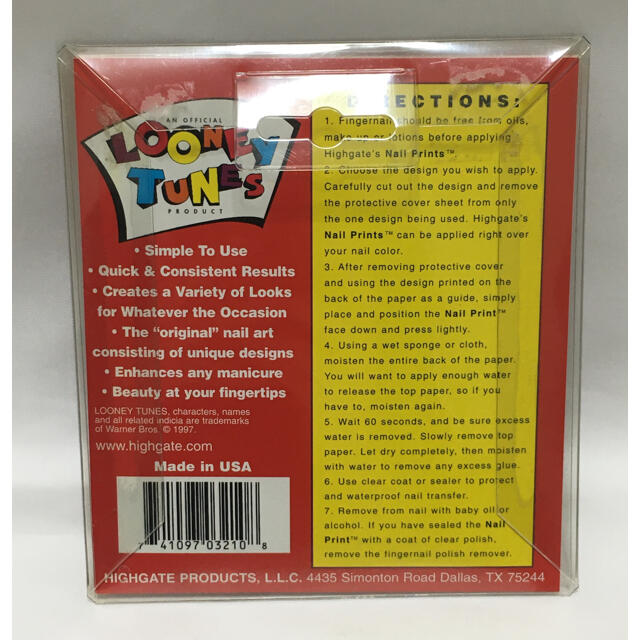 AN OFFICIAL
LOONEY
TUNES
PRODUCT
• Simple To Use
• Quick & Consistent Results
• Creates a Variety of Looks
for Whatever the Occasion
• The "original" nail art
consisting of unique designs
• Enhances any manicure
• Beauty at your fingertips
LOONEY TUNES, characters, names
and all related indicia are trademarks
of Warner Bros. © 1997.
www.highgate.com
Made in USA
7 41097 03210 8
DIRECTIONS:
1. Fingernail should be free from oils,
make up or lotions before applying
Highgate's Nail Prints™
2. Choose the design you wish to apply.
Carefully cut out the design and remove
the protective cover sheet from only
the one design being used. Highgate's
Nail Prints™ can be applied right over
your nail color.
3. After removing protective cover
and using the design printed on the
back of the paper as a guide, simply
place and position the Nail Print™
face down and press lightly.
4. Using a wet sponge or cloth,
moisten the entire back of the paper.
You will want to apply enough water
to release the top paper, so if you
have to, moisten again.
5. Wait 60 seconds, and be sure excess
water is removed. Slowly remove top
paper. Let dry completely, then moisten
with water to remove any excess glue.
6. Use clear coat or sealer to protect
and waterproof nail transfer.
7. Remove from nail with baby oil or
alcohol. If you have sealed the Nail
Print™ with a coat of clear polish,
remove the fingernail polish remover.
HIGHGATE PRODUCTS, L.L.C. 4435 Simonton Road Dallas, TX 75244